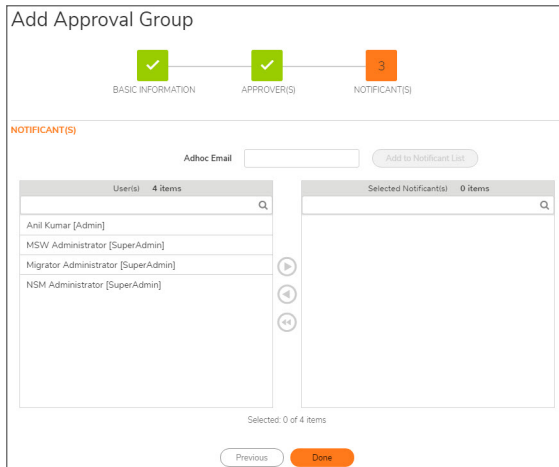 Add Approval Group
3
BASIC INFORMATION
APPROVER(S)
NOTIFICANT(S)
NOTIFICANT(S)
Adhoc Email
Add to Notificant List
User(s) 4 items
Selected Notificant(s) 0 items
Anil Kumar [Admin]
MSW Administrator [SuperAdmin]
Migrator Administrator [SuperAdmin]
NSM Administrator [SuperAdmin]
Selected: 0 of 4 items
Previous
Done